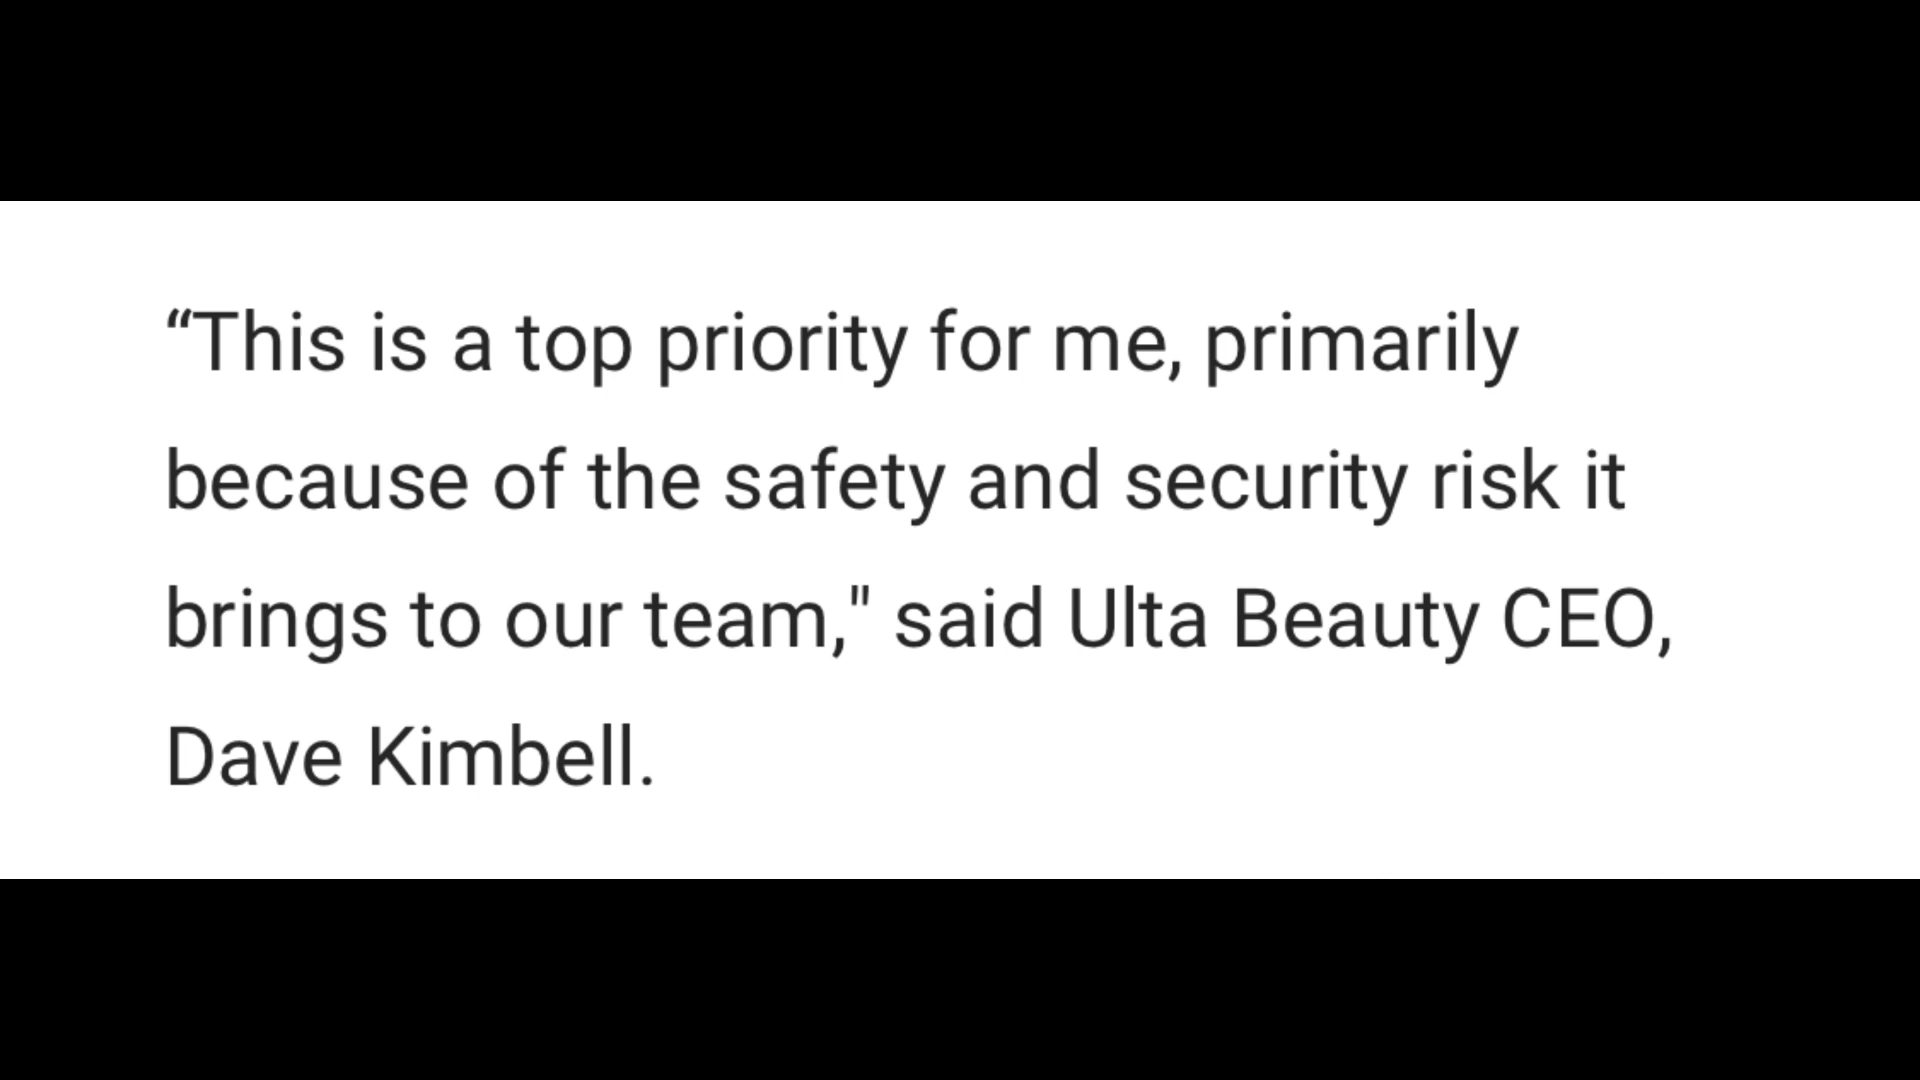 “This is a top priority for me, primarily
because of the safety and security risk it
brings to our team," said Ulta Beauty CEO,
Dave Kimbell.